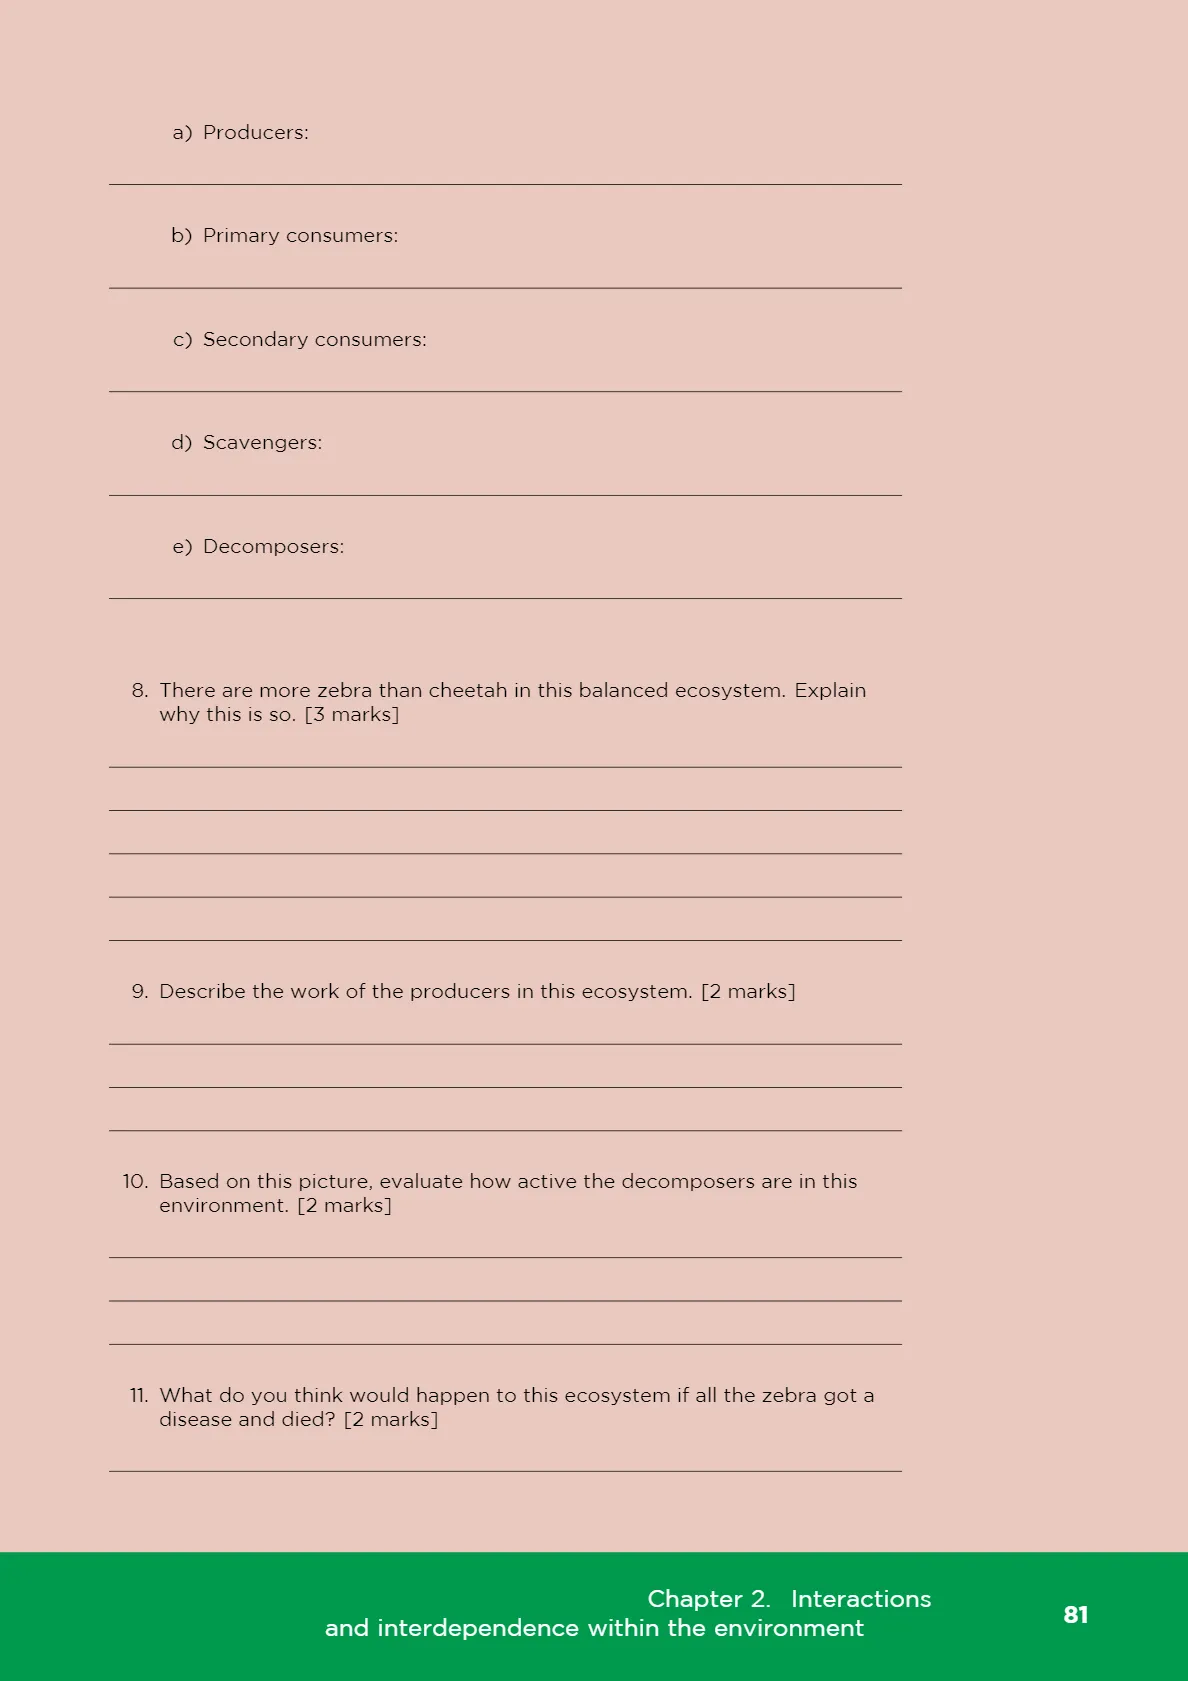 a) Producers:
b) Primary consumers:
c) Secondary consumers:
d) Scavengers:
e) Decomposers:
8. There are more zebra than cheetah in this balanced ecosystem. Explain
why this is so. [3 marks]
9. Describe the work of the producers in this ecosystem. [2 marks]
10. Based on this picture, evaluate how active the decomposers are in this
environment. [2 marks]
11. What do you think would happen to this ecosystem if all the zebra got a
disease and died? [2 marks]
Chapter 2. Interactions
and interdependence within the environment
81